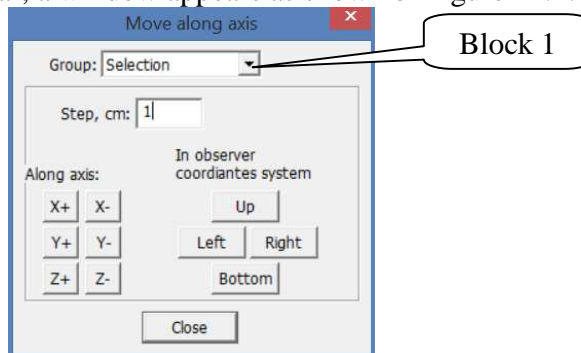 Move along axis
Block 1
Group: Selection
Step, cm: 1
Along axis:
In observer
coordiantes system
X+ X- Up
Y+ Y- Left Right
Z+ Z- Bottom
Close